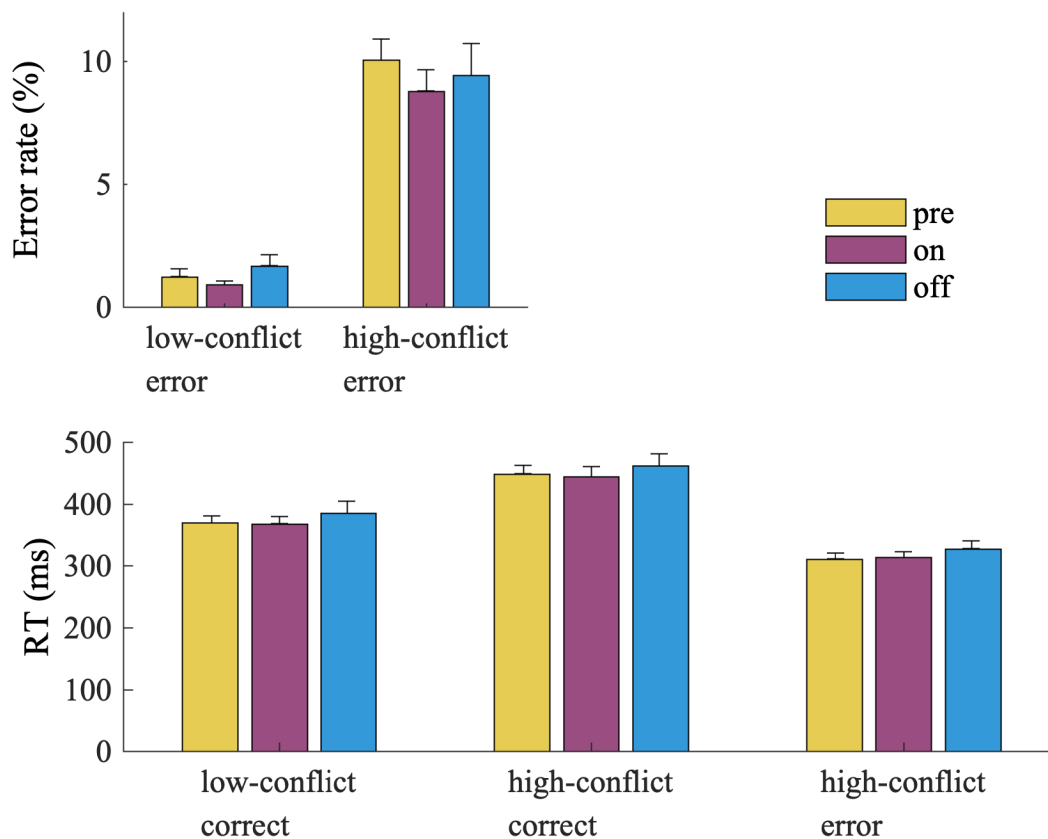 Error rate (%)
10
5
0
low-conflict
error
high-conflict
error
pre
on
off
RT (ms)
500
400
300
200
100
0
low-conflict
correct
high-conflict
correct
high-conflict
error